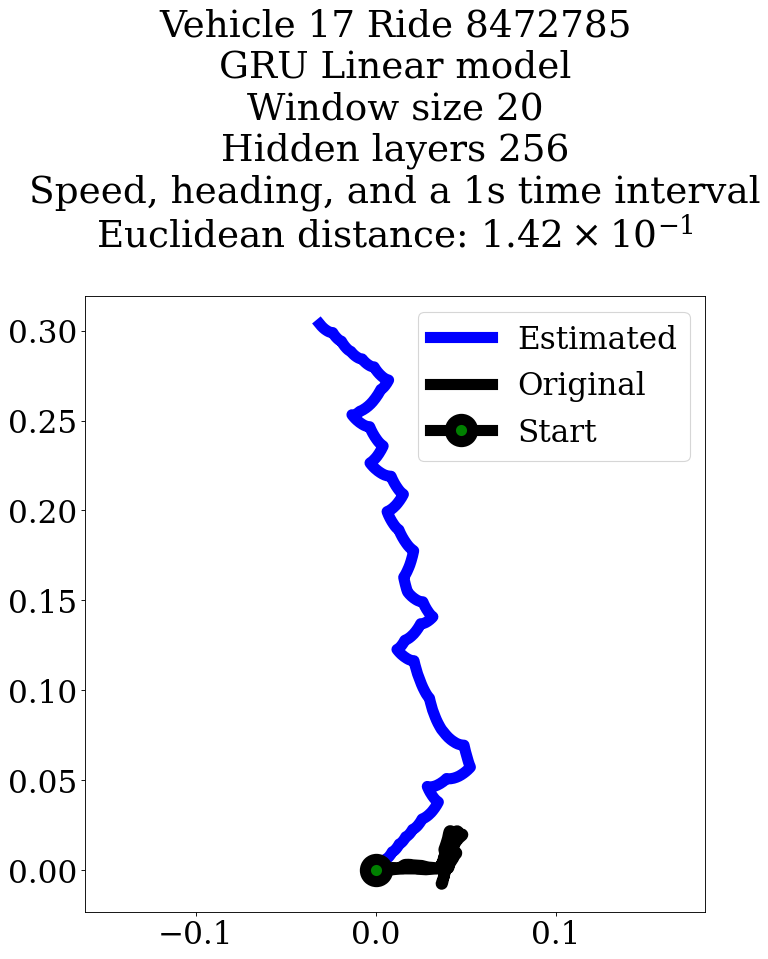 Vehicle 17 Ride 8472785
GRU Linear model
Window size 20
Hidden layers 256
Speed, heading, and a 1s time interval
Euclidean distance: 1.42 × 10⁻¹
Estimated
Original
Start
0.30
0.25
0.20
0.15
0.10
0.05
0.00
−0.1
0.0
0.1